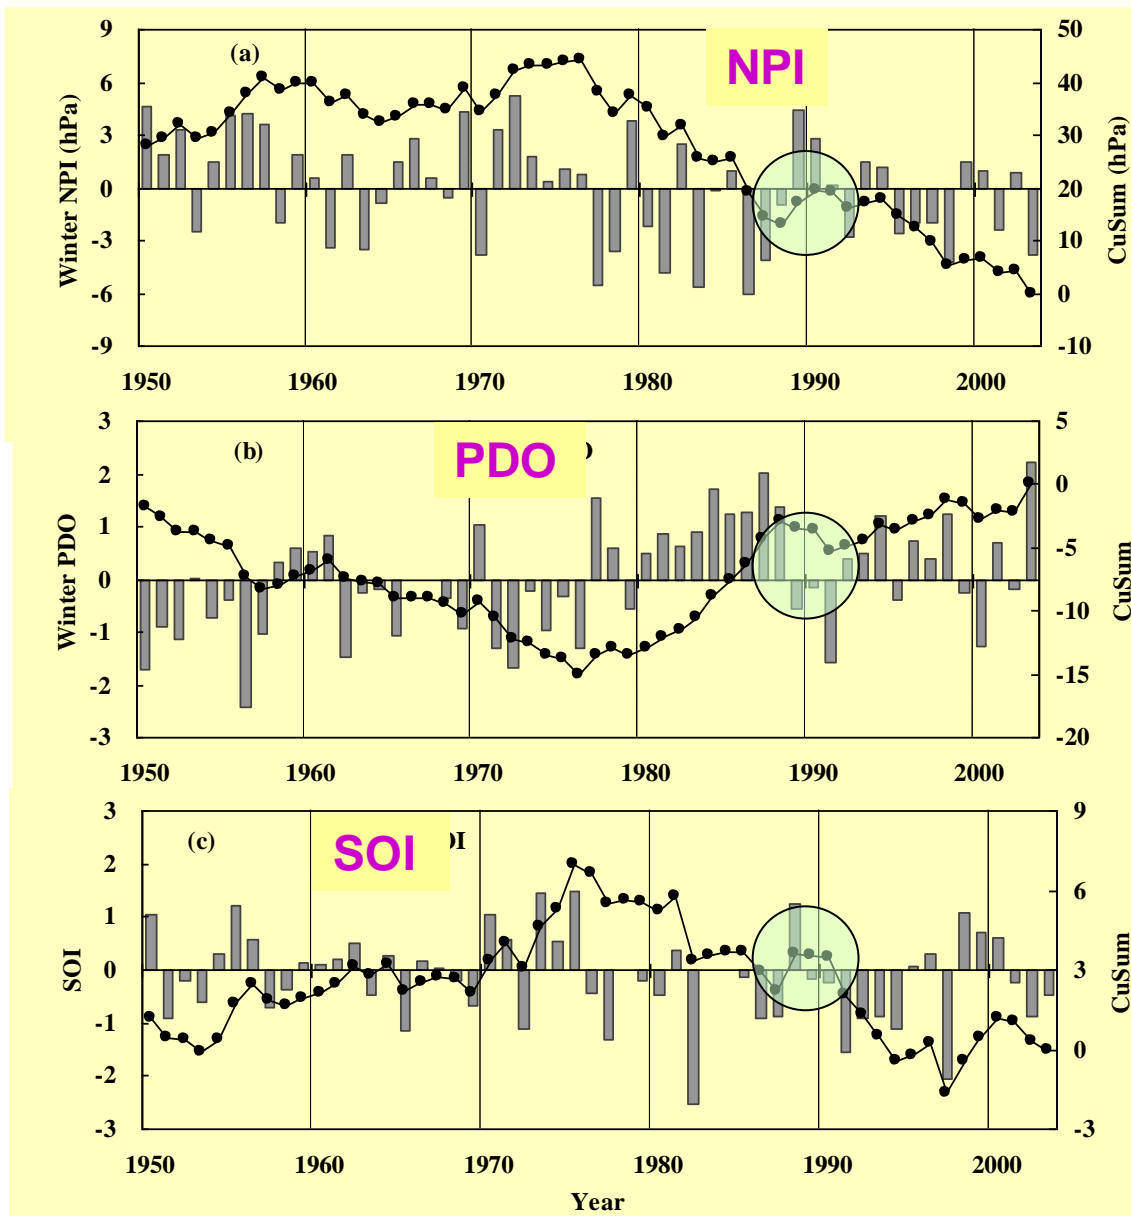 9 50
(a) NPI
6 40
3 30
0 20
-3 10
-6 0
-9 -10
Winter NPI (hPa)
CuSum (hPa)
1950 1960 1970 1980 1990 2000
3 5
(b) PDO
2 0
1 -5
0
-1 -10
-2 -15
-3 -20
Winter PDO
CuSum
1950 1960 1970 1980 1990 2000
3 9
(c) SOI OI
2
1 6
0 3
-1 0
-2
-3 -3
SOI
CuSum
1950 1960 1970 1980 1990 2000
Year